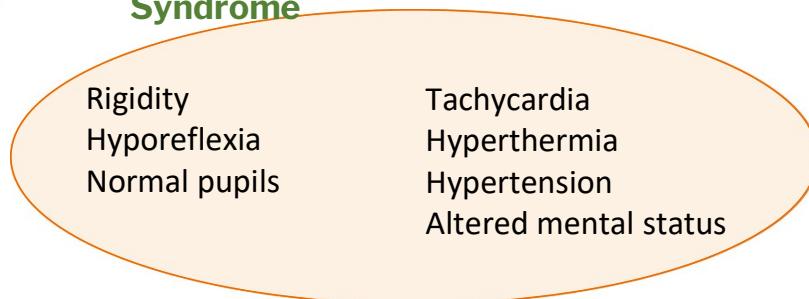 Syndrome
Rigidity
Hyporeflexia
Normal pupils
Tachycardia
Hyperthermia
Hypertension
Altered mental status